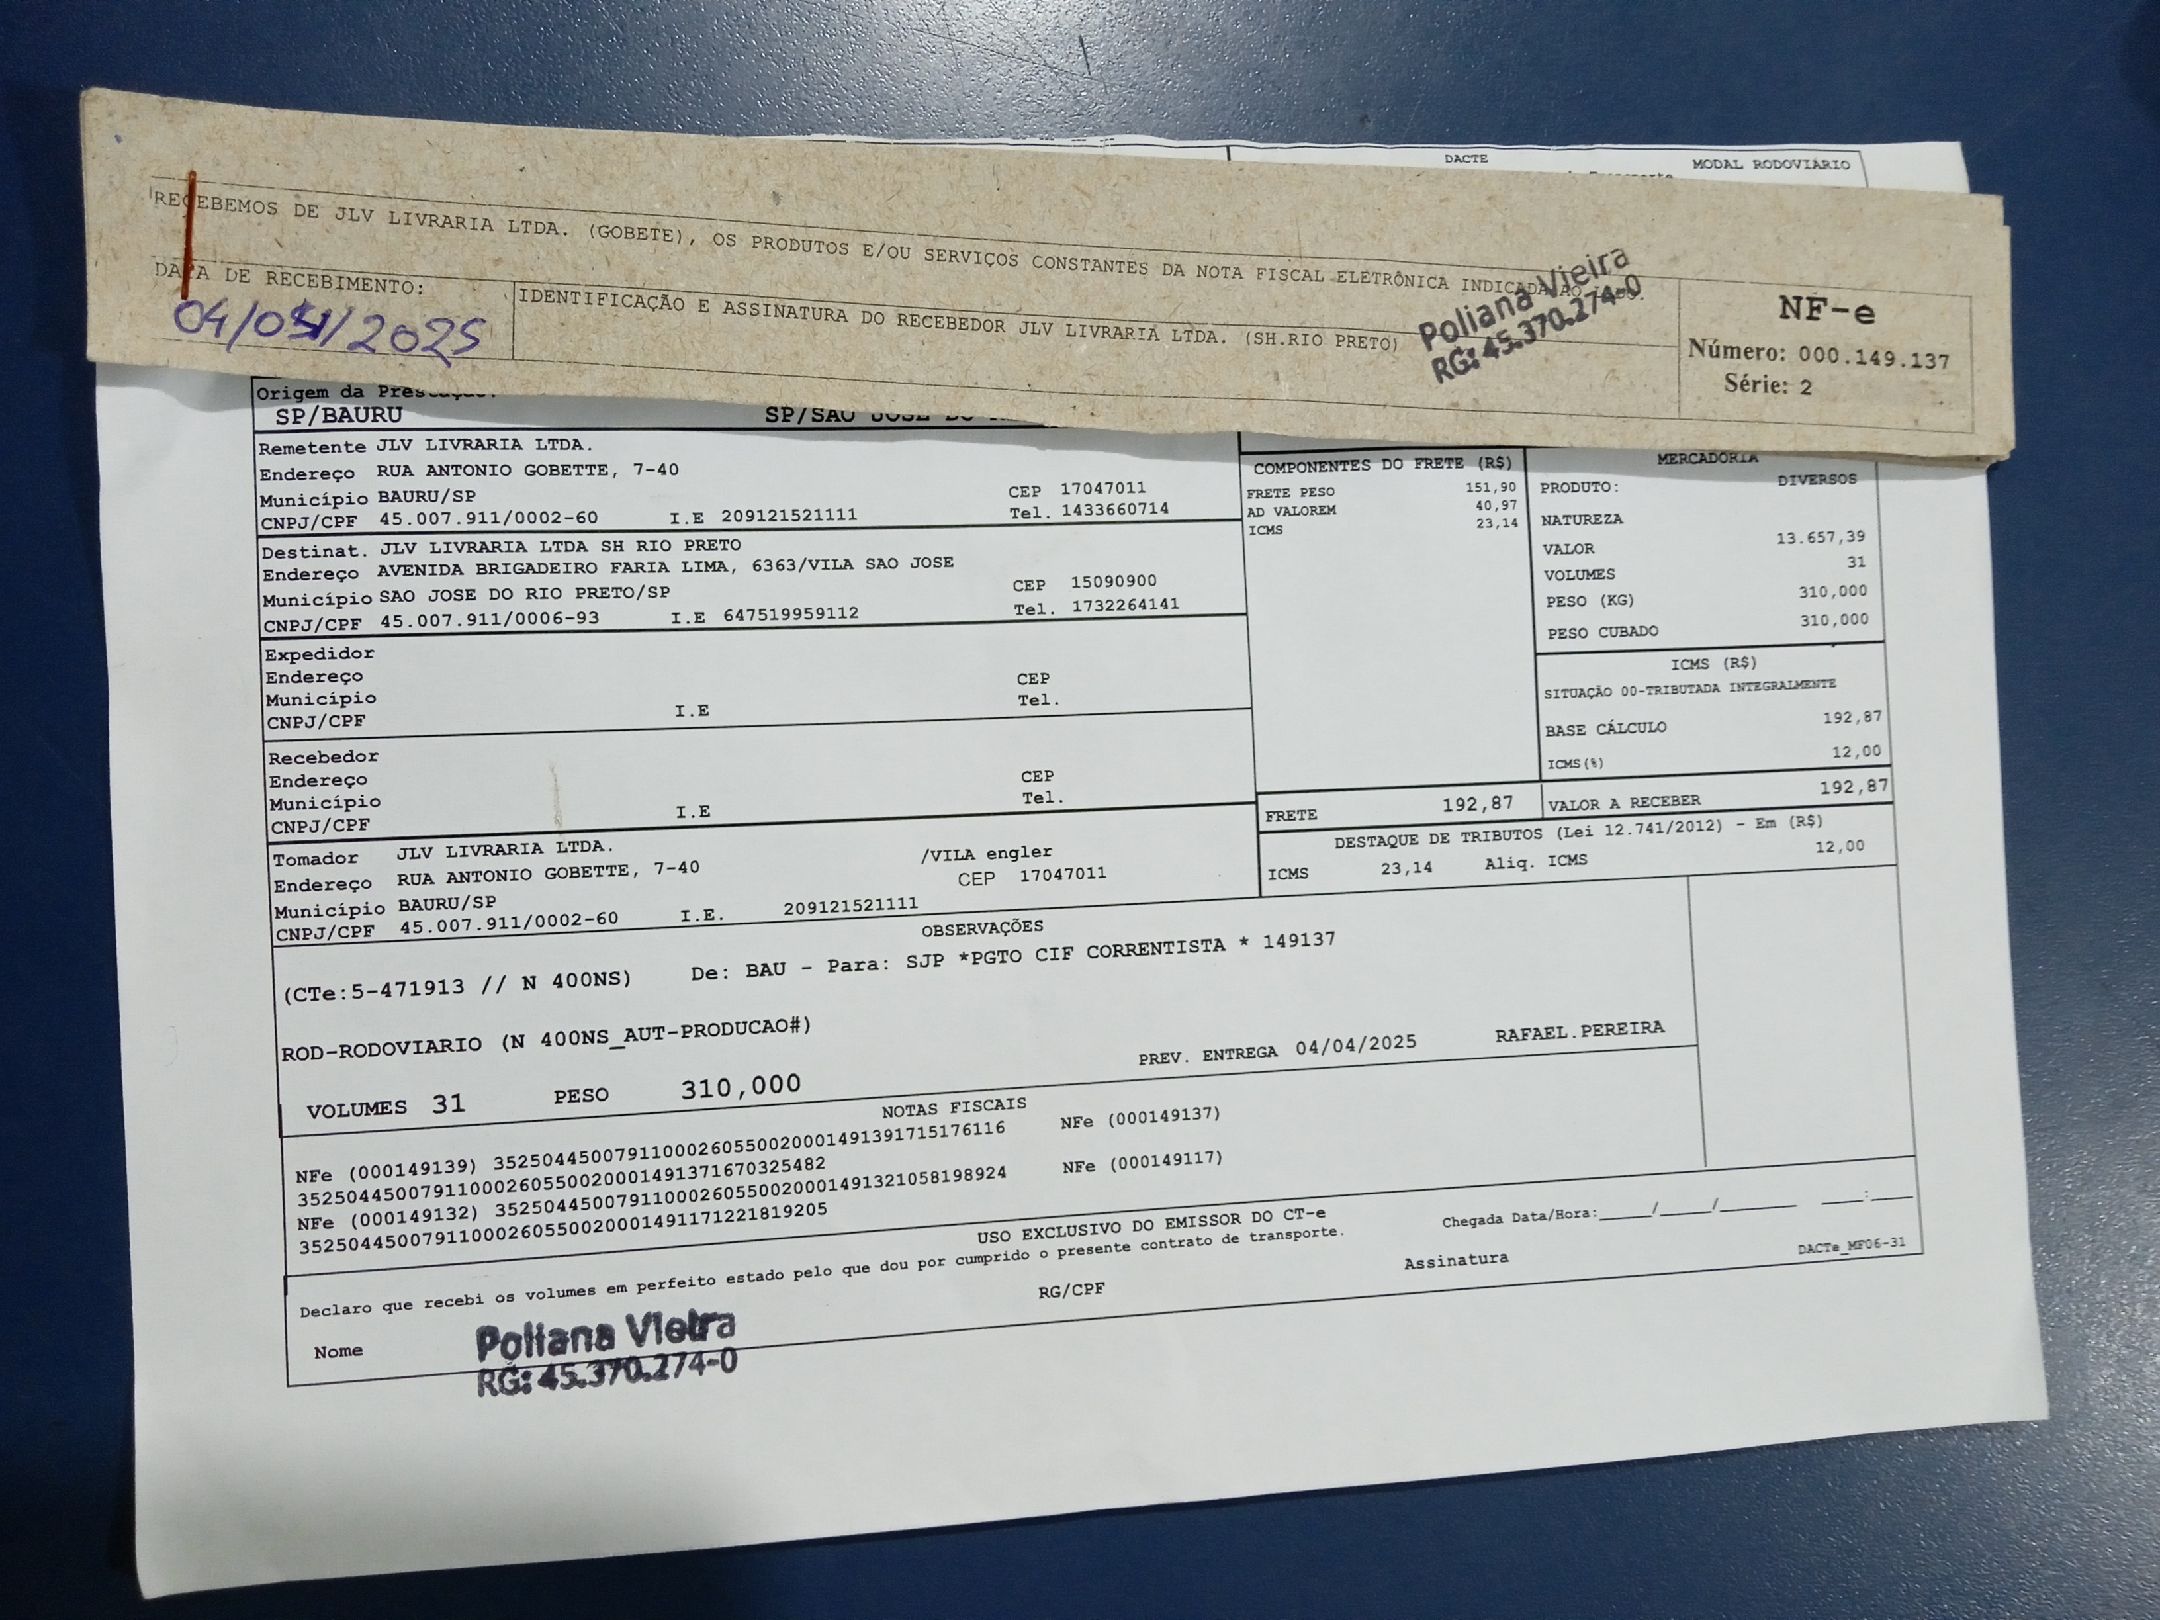 DACTE
MODAL RODOVIÁRIO
RECEBEMOS DE JLV LIVRARIA LTDA. (GOBETE), OS PRODUTOS E/OU SERVIÇOS CONSTANTES DA NOTA FISCAL ELETRÔNICA INDICADA AO
DATA DE RECEBIMENTO:
04/04/2025
IDENTIFICAÇÃO E ASSINATURA DO RECEBEDOR JLV LIVRARIA LTDA. (SH.RIO PRETO)
Poliana Vieira
RG: 45.370.274-0
NF-e
Número: 000.149.137
Série: 2
Origem da
SP/BAURU
SP/SAO JOSE DO
Remetente JLV LIVRARIA LTDA.
Endereço RUA ANTONIO GOBETTE, 7-40
Município BAURU/SP CEP 17047011
CNPJ/CPF 45.007.911/0002-60 I.E 209121521111 Tel. 1433660714
Destinat. JLV LIVRARIA LTDA SH RIO PRETO
Endereço AVENIDA BRIGADEIRO FARIA LIMA, 6363/VILA SAO JOSE
Município SAO JOSE DO RIO PRETO/SP CEP 15090900
CNPJ/CPF 45.007.911/0006-93 I.E 647519959112 Tel. 1732264141
Expedidor
Endereço
Município CEP
CNPJ/CPF I.E Tel.
Recebedor
Endereço
Município CEP
CNPJ/CPF I.E Tel.
Tomador JLV LIVRARIA LTDA.
Endereço RUA ANTONIO GOBETTE, 7-40 /VILA engler
Município BAURU/SP CEP 17047011
CNPJ/CPF 45.007.911/0002-60 I.E. 209121521111
COMPONENTES DO FRETE (R$)
FRETE PESO 151,90
AD VALOREM 40,97
ICMS 23,14
MERCADORIA
PRODUTO: DIVERSOS
NATUREZA
VALOR 13.657,39
VOLUMES 31
PESO (KG) 310,000
PESO CUBADO 310,000
ICMS (R$)
SITUAÇÃO 00-TRIBUTADA INTEGRALMENTE
BASE CÁLCULO 192,87
ICMS(%) 12,00
FRETE 192,87
VALOR A RECEBER 192,87
DESTAQUE DE TRIBUTOS (Lei 12.741/2012) - Em (R$)
ICMS 23,14 Aliq. ICMS 12,00
OBSERVAÇÕES
(CTe:5-471913 // N 400NS) De: BAU - Para: SJP *PGTO CIF CORRENTISTA * 149137
ROD-RODOVIARIO (N 400NS_AUT-PRODUCAO#)
PREV. ENTREGA 04/04/2025 RAFAEL.PEREIRA
VOLUMES 31 PESO 310,000
NOTAS FISCAIS
NFe (000149139) 35250445007911000260550020001491391715176116 NFe (000149137)
35250445007911000260550020001491371670325482
NFe (000149132) 35250445007911000260550020001491321058198924 NFe (000149117)
35250445007911000260550020001491171221819205
USO EXCLUSIVO DO EMISSOR DO CT-e
Declaro que recebi os volumes em perfeito estado pelo que dou por cumprido o presente contrato de transporte.
Chegada Data/Hora:_____/_____/_______ ____:____
Nome RG/CPF Assinatura
DACTe_MF06-31
Poliana Vieira
RG: 45.370.274-0